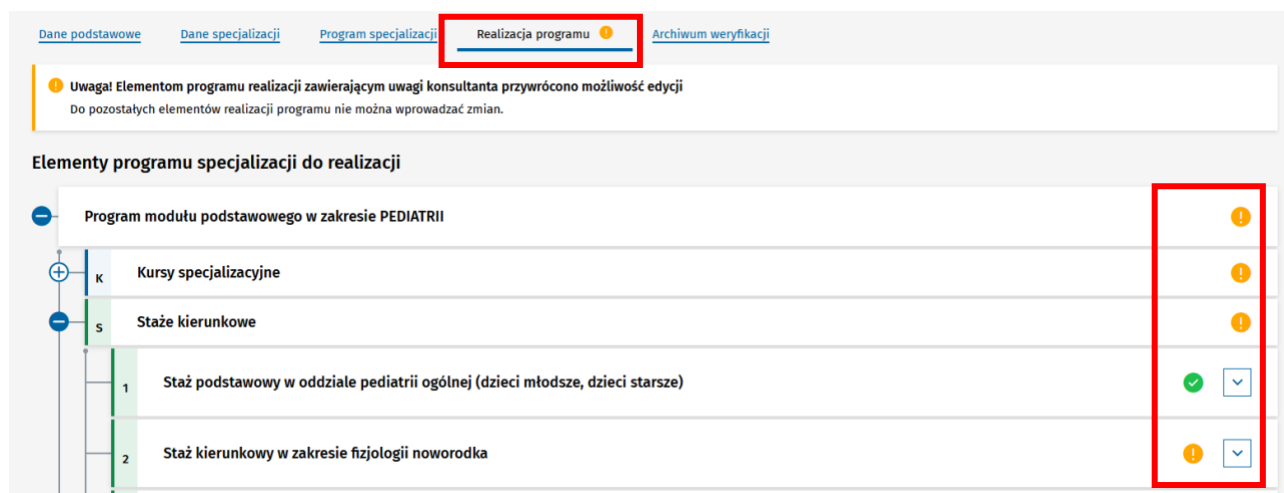 Dane podstawowe Dane specjalizacji Program specjalizacji Realizacja programu ! Archiwum weryfikacji
! Uwaga! Elementom programu realizacji zawierającym uwagi konsultanta przywrócono możliwość edycji
Do pozostałych elementów realizacji programu nie można wprowadzać zmian.
Elementy programu specjalizacji do realizacji
Program modułu podstawowego w zakresie PEDIATRII !
K Kursy specjalizacyjne !
S Staże kierunkowe !
1 Staż podstawowy w oddziale pediatrii ogólnej (dzieci młodsze, dzieci starsze)
2 Staż kierunkowy w zakresie fizjologii noworodka !